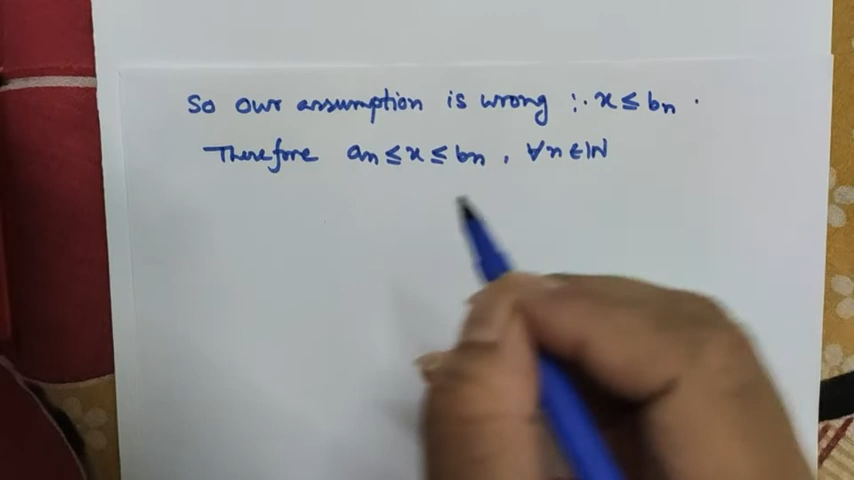 So our assumption is wrong ∴ x ≤ bn .
Therefore an ≤ x ≤ bn , ∀n ∈ ℕ